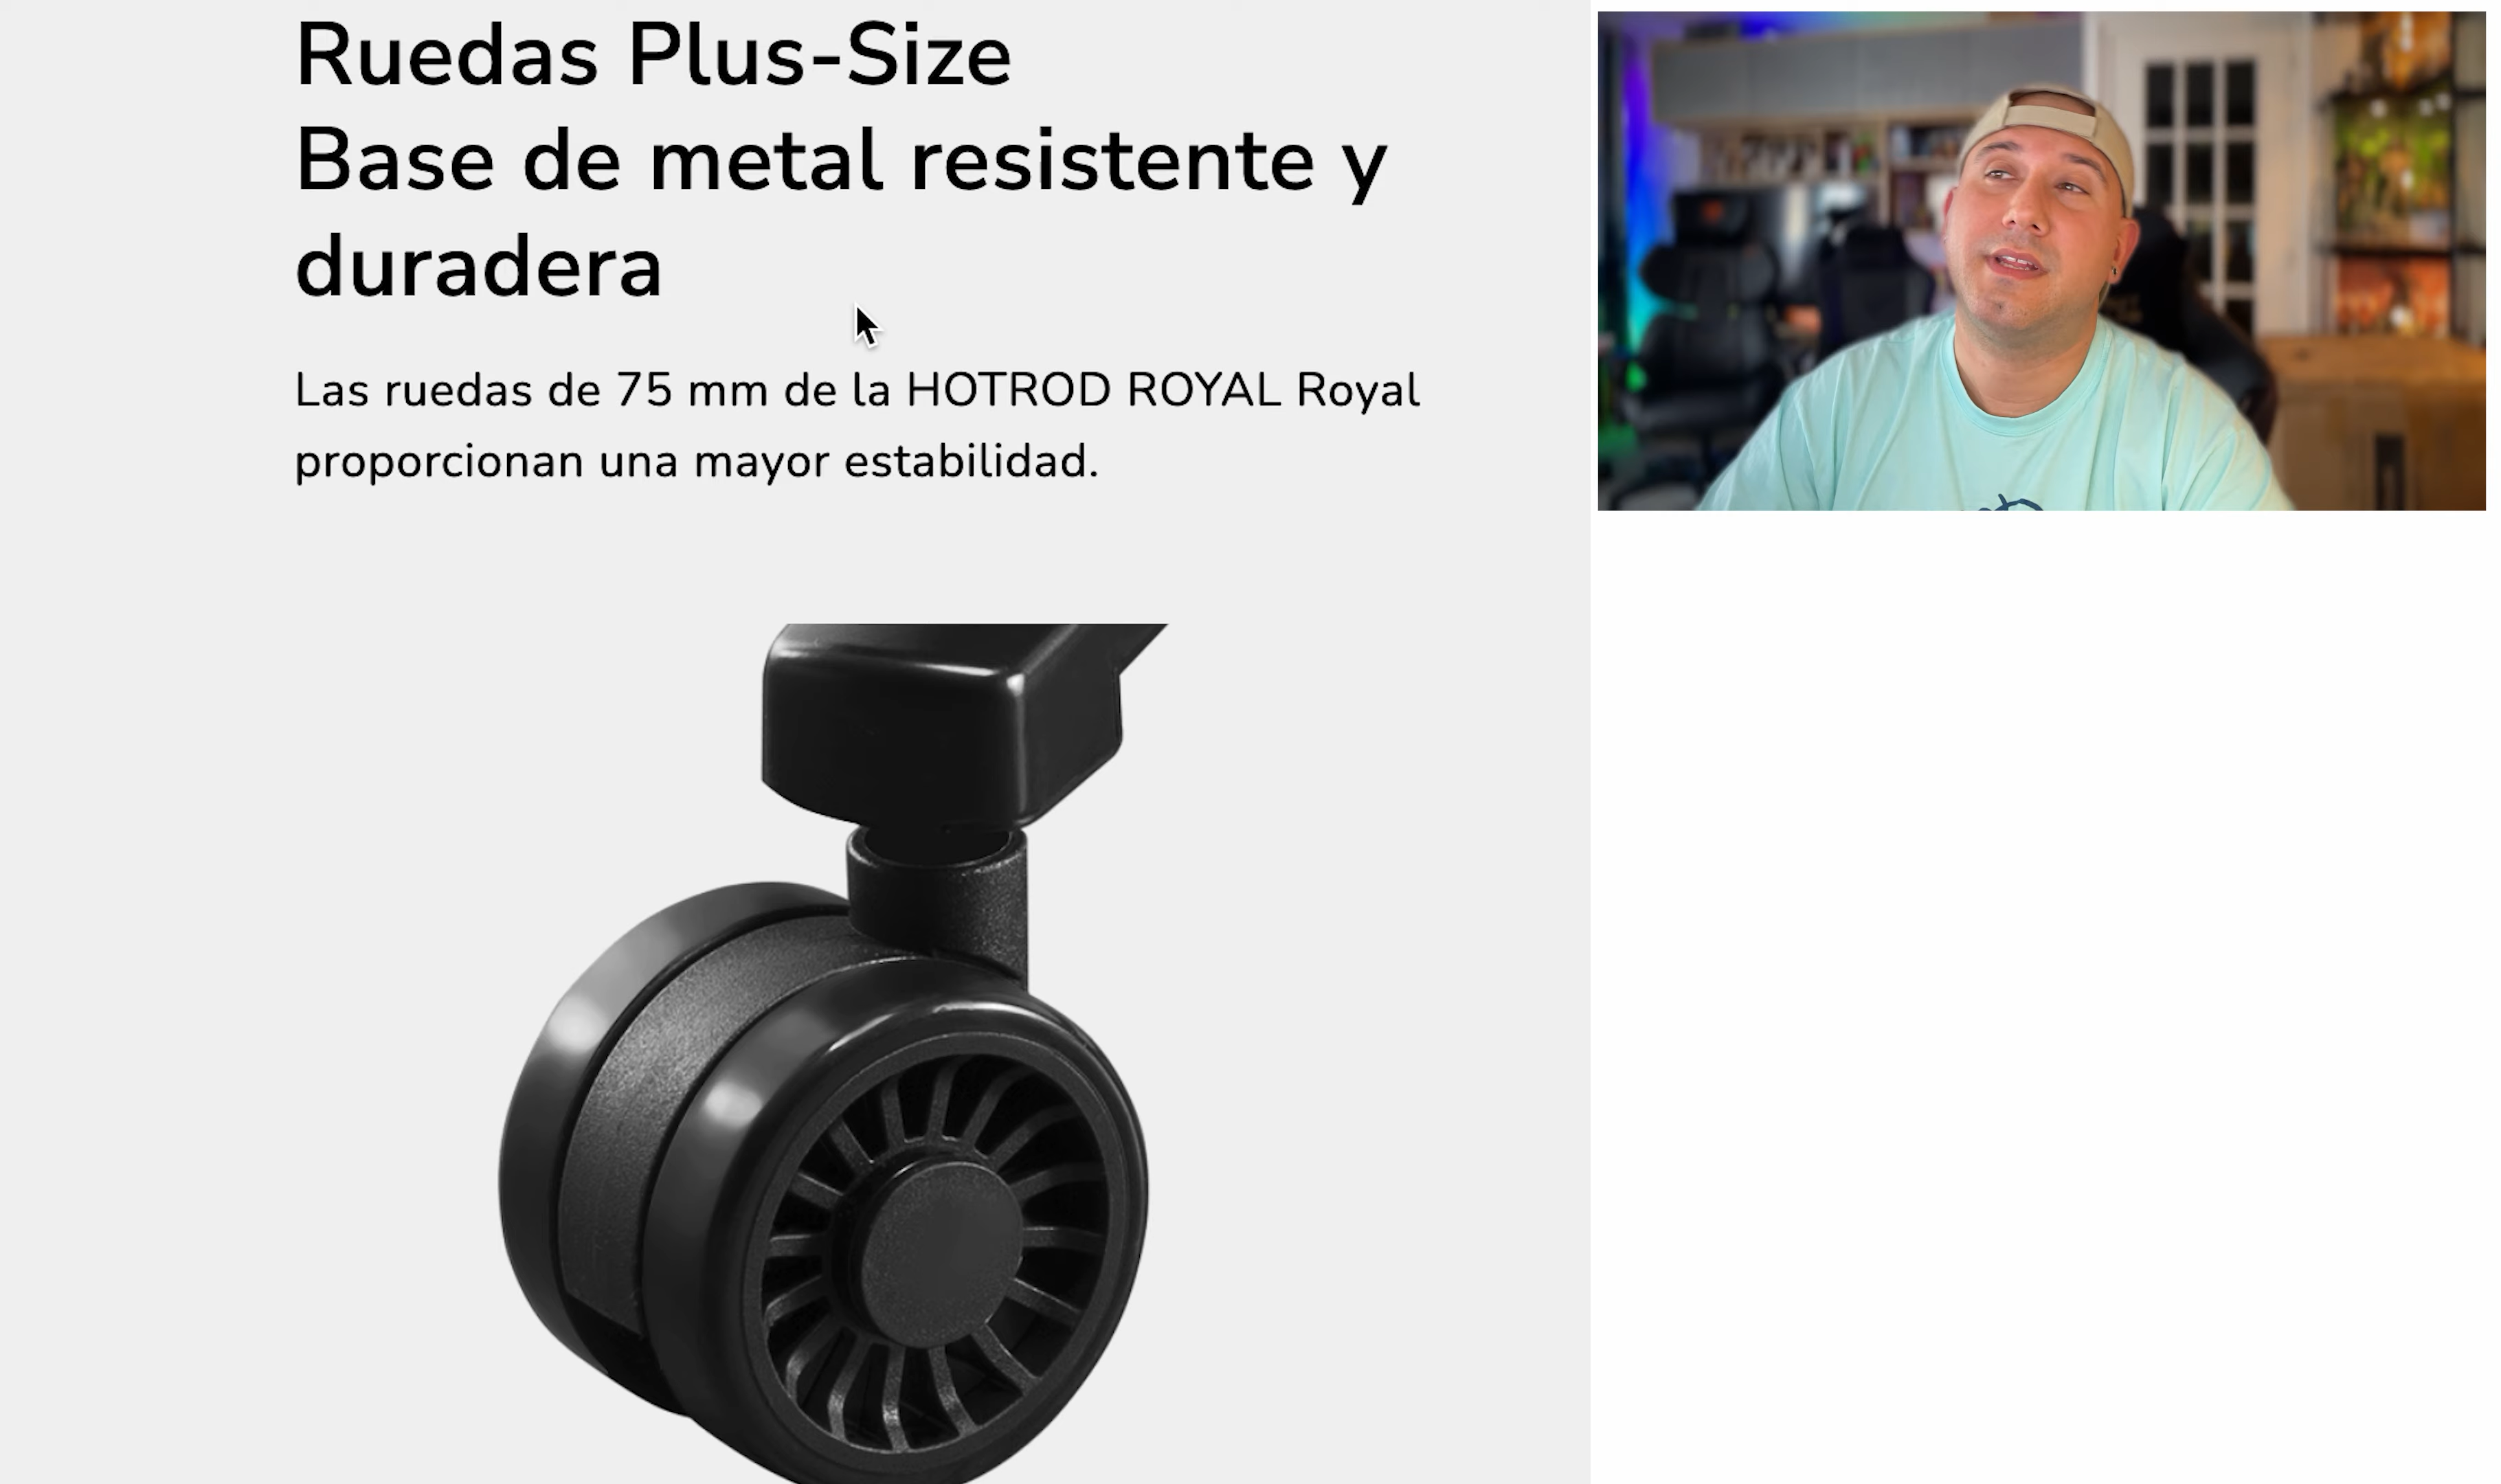 Ruedas Plus-Size
Base de metal resistente y
duradera
Las ruedas de 75 mm de la HOTROD ROYAL Royal
proporcionan una mayor estabilidad.